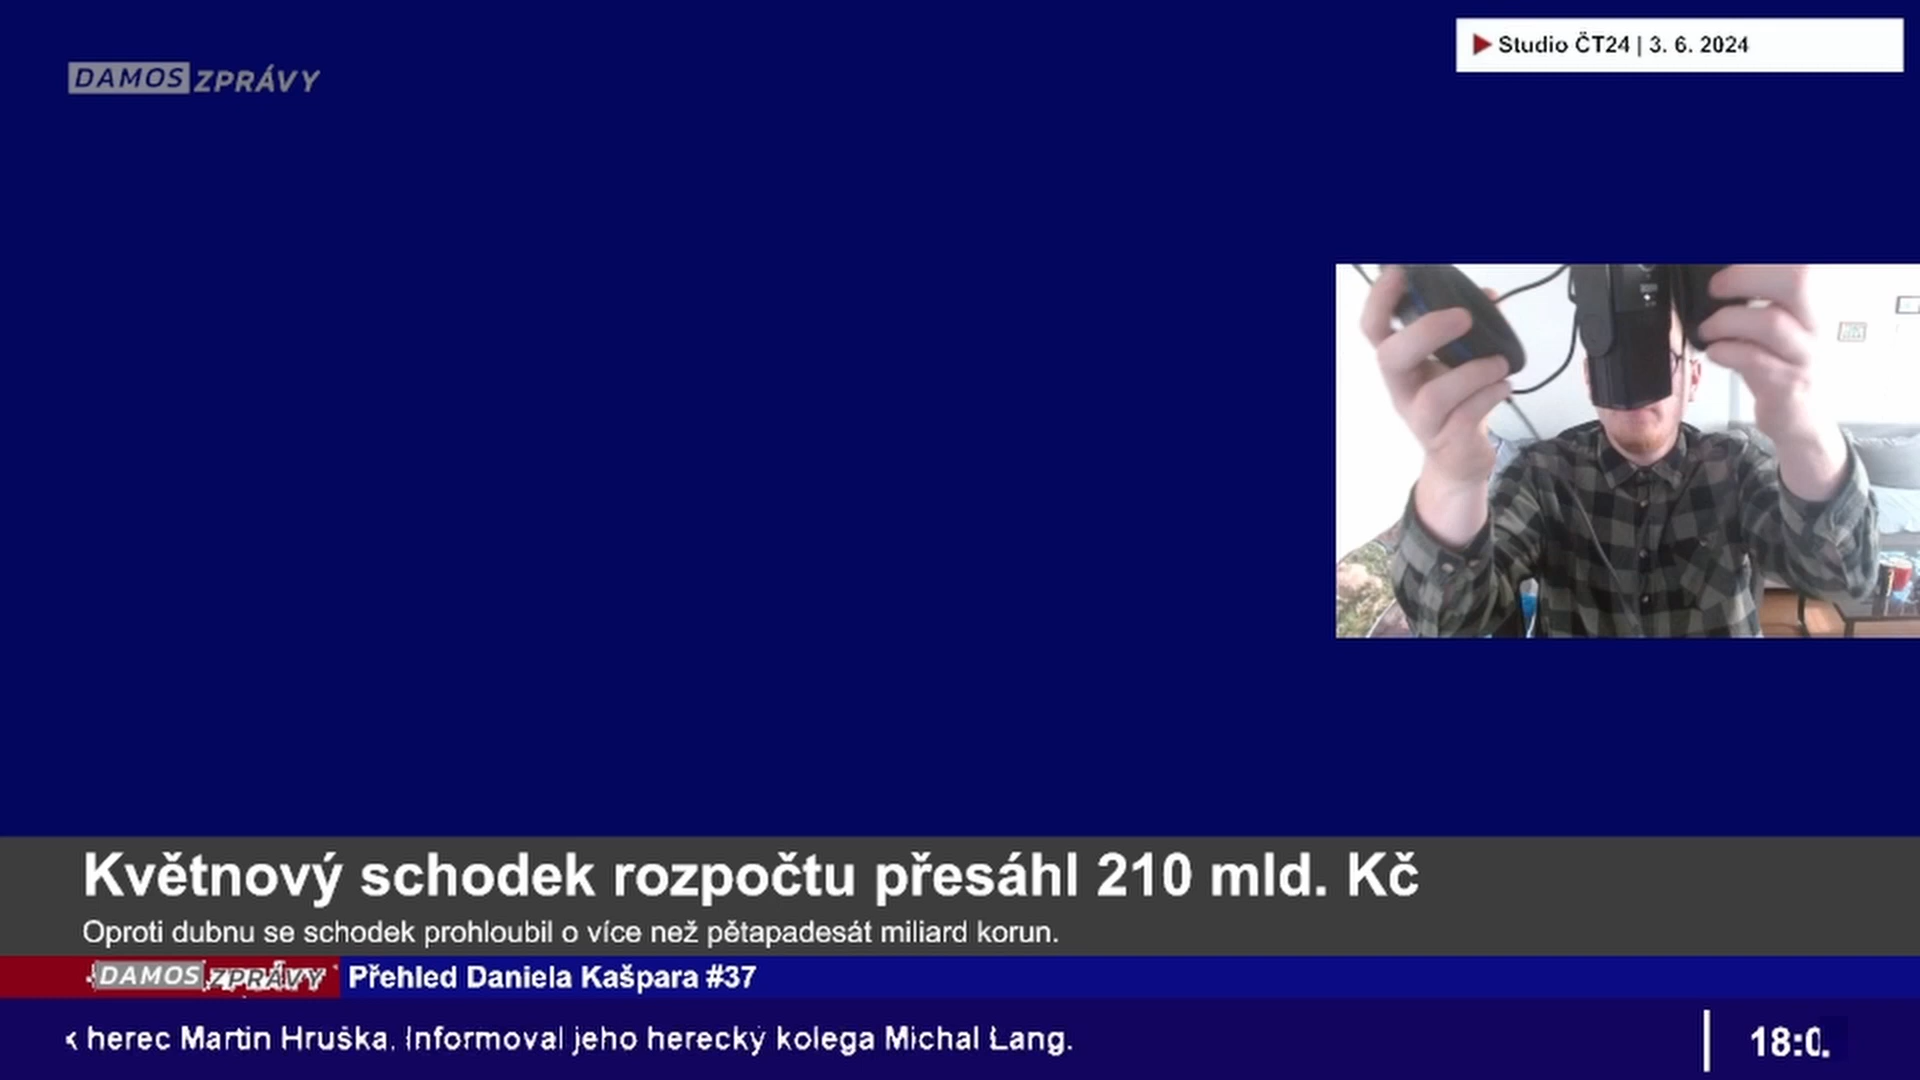 DAMOS ZPRÁVY
Studio ČT24 | 3. 6. 2024
Květnový schodek rozpočtu přesáhl 210 mld. Kč
Oproti dubnu se schodek prohloubil o více než pětapadesát miliard korun.
DAMOS ZPRÁVY Přehled Daniela Kašpara #37
herec Martin Hruška. Informoval jeho herecký kolega Michal Lang.